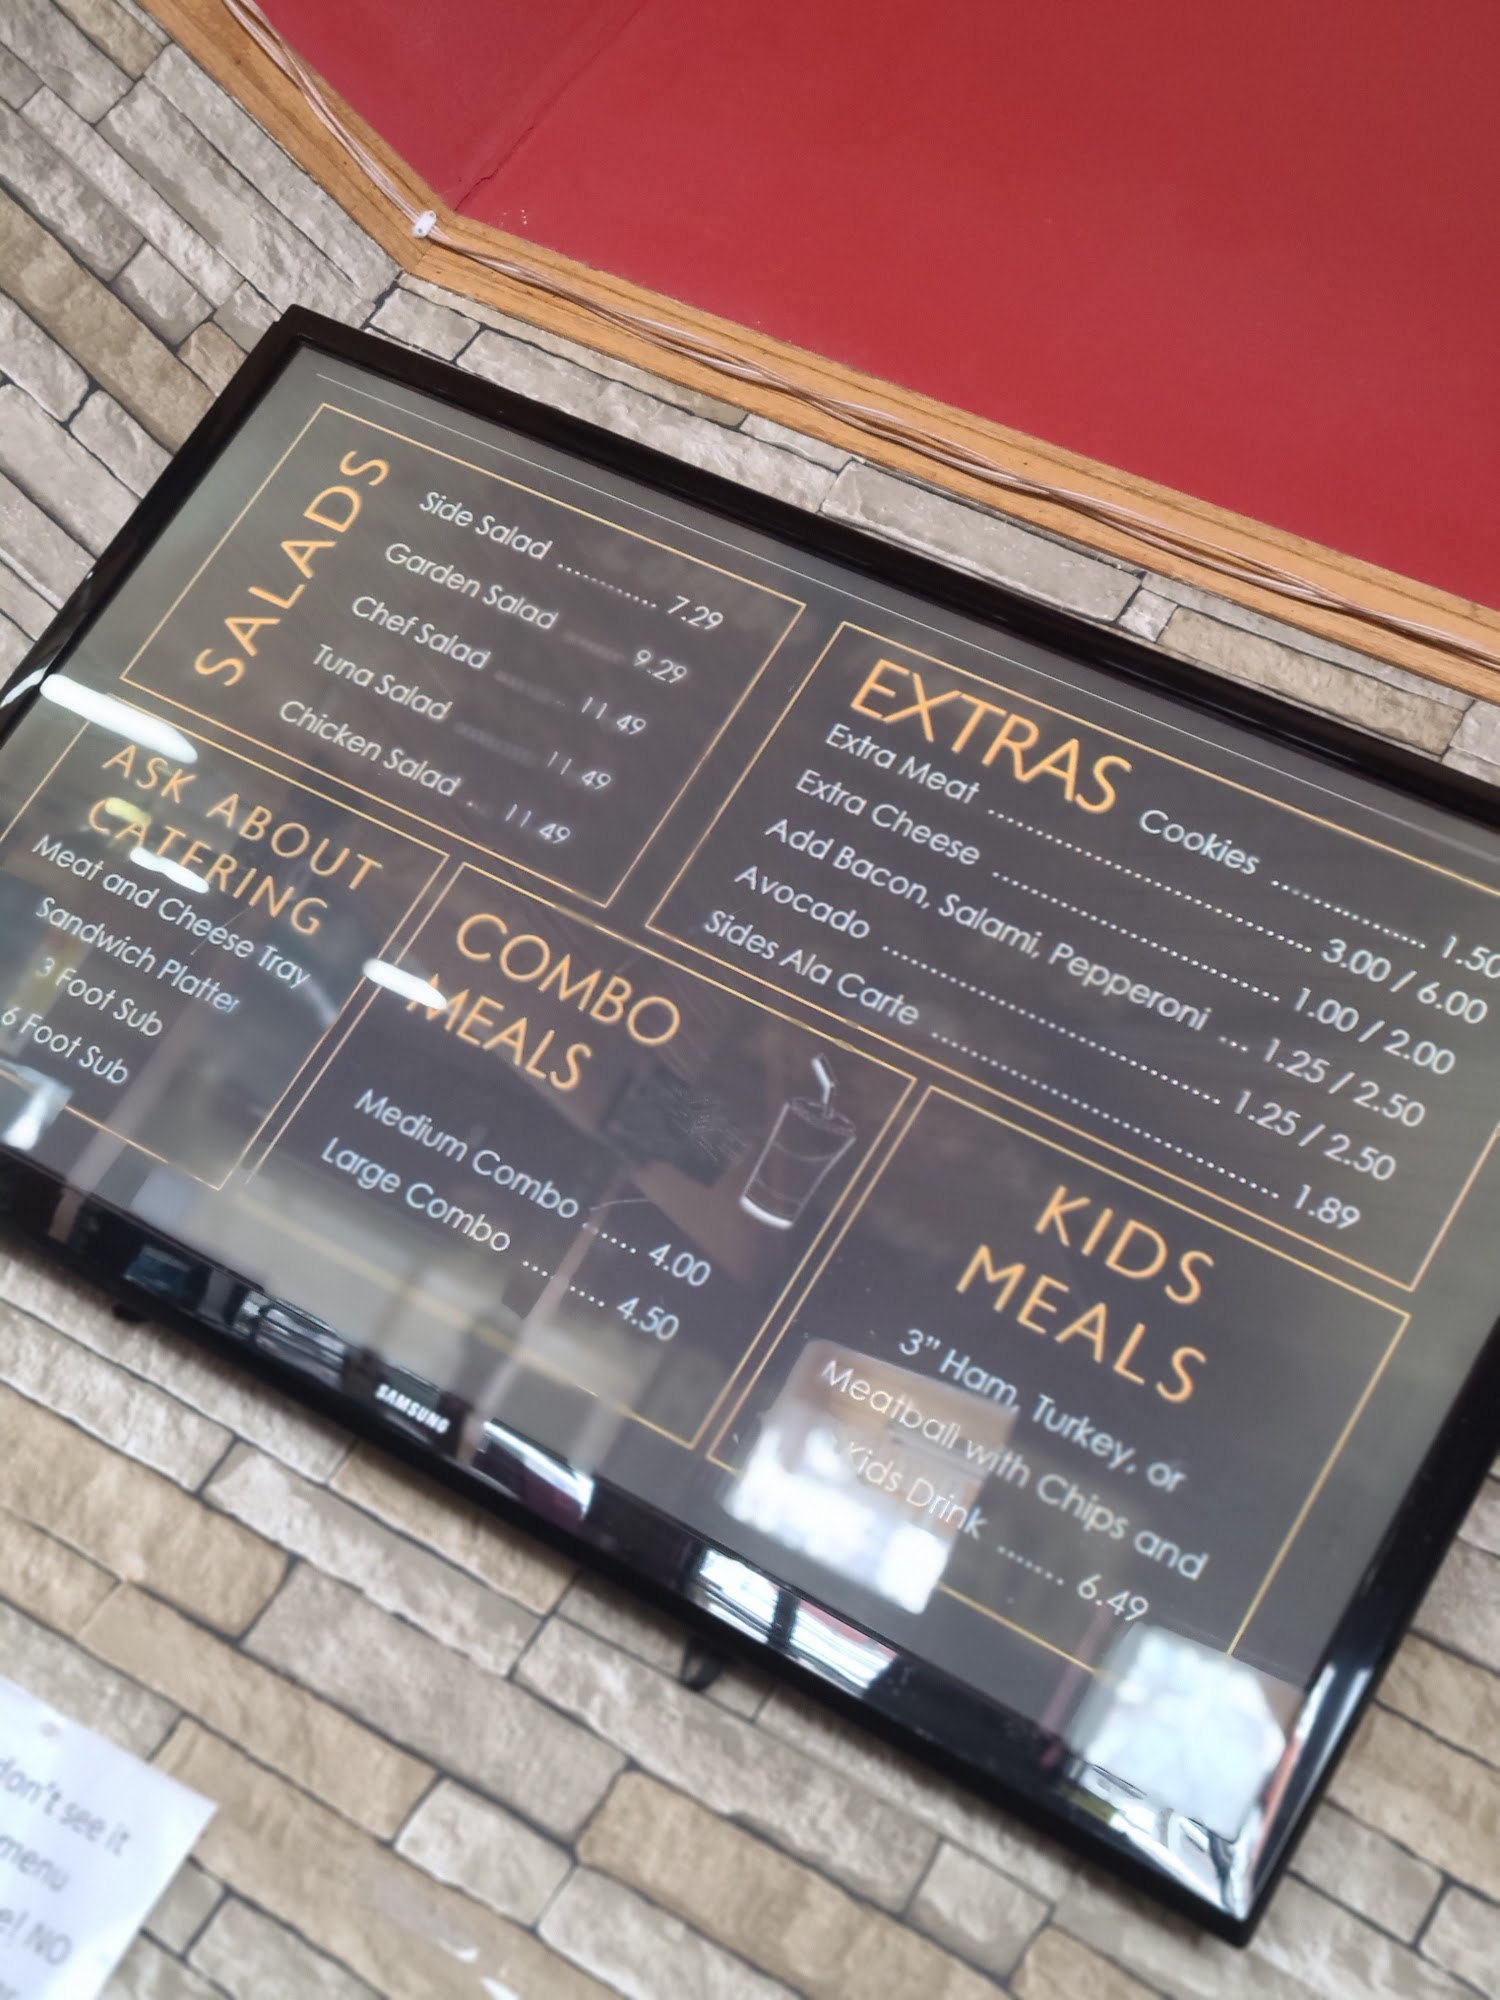 SALADS
Side Salad ........... 7.29
Garden Salad ........ 9.29
Chef Salad ......... 11.49
Tuna Salad ......... 11.49
Chicken Salad ... 11.49
EXTRAS
Cookies .................. 1.50
Extra Meat ..................................... 3.00 / 6.00
Extra Cheese ................................. 1.00 / 2.00
Add Bacon, Salami, Pepperoni ... 1.25 / 2.50
Avocado ....................................... 1.25 / 2.50
Sides Ala Carte ........................................ 1.89
ASK ABOUT
CATERING
Meat and Cheese Tray
Sandwich Platter
3 Foot Sub
6 Foot Sub
COMBO
MEALS
Medium Combo ...... 4.00
Large Combo .......... 4.50
KIDS
MEALS
3" Ham, Turkey, or
Meatball with Chips and
Kids Drink ....... 6.49
SAMSUNG
don't see it
menu
NO